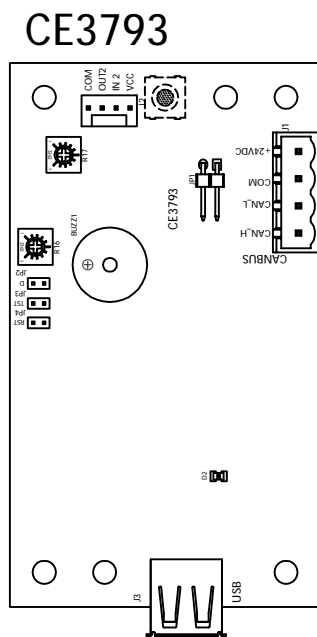 CE3793
COM
OUT2
IN 2
VCC
J2
R17
J1
+24VDC
COM
CAN_L
CAN_H
CANBUS
JP1
CE3793
BUZZ1
R16
JP2
D
JP3
TST
JP4
RST
D2
J3
USB